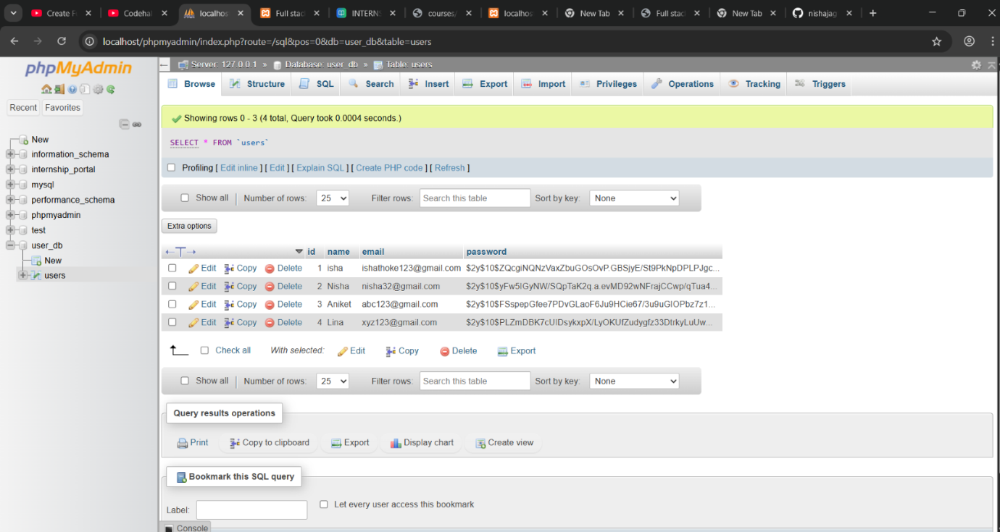 Create F
Codehal
localhos
Full stac
INTERNS
courses/
localhos
New Tab
Full stac
New Tab
nishajag
localhost/phpmyadmin/index.php?route=/sql&pos=0&db=user_db&table=users
phpMyAdmin
Recent Favorites
New
information_schema
internship_portal
mysql
performance_schema
phpmyadmin
test
user_db
New
users
Server: 127.0.0.1 » Database: user_db » Table: users
Browse Structure SQL Search Insert Export Import Privileges Operations Tracking Triggers
Showing rows 0 - 3 (4 total, Query took 0.0004 seconds.)
SELECT * FROM `users`
Profiling [ Edit inline ] [ Edit ] [ Explain SQL ] [ Create PHP code ] [ Refresh ]
Show all Number of rows: 25 Filter rows: Search this table Sort by key: None
Extra options
id name email password
Edit Copy Delete 1 isha ishathoke123@gmail.com $2y$10$ZQcgiNQNzVaxZbuGOsOvP.GBSjyE/St9PkNpDPLPJgc...
Edit Copy Delete 2 Nisha nisha32@gmail.com $2y$10$yFw5IGyNW/SQpTaK2q.a.evMD92wNFrajCCwp/qTua4...
Edit Copy Delete 3 Aniket abc123@gmail.com $2y$10$FSspepGfee7PDvGLaoF6Ju9HCie67/3u9uGIOPbz7z1...
Edit Copy Delete 4 Lina xyz123@gmail.com $2y$10$PLZmDBK7cUIDsykxpX/LyOKUfZudygfz33DtrkyLuUw...
Check all With selected: Edit Copy Delete Export
Show all Number of rows: 25 Filter rows: Search this table Sort by key: None
Query results operations
Print Copy to clipboard Export Display chart Create view
Bookmark this SQL query
Label: Let every user access this bookmark
Console